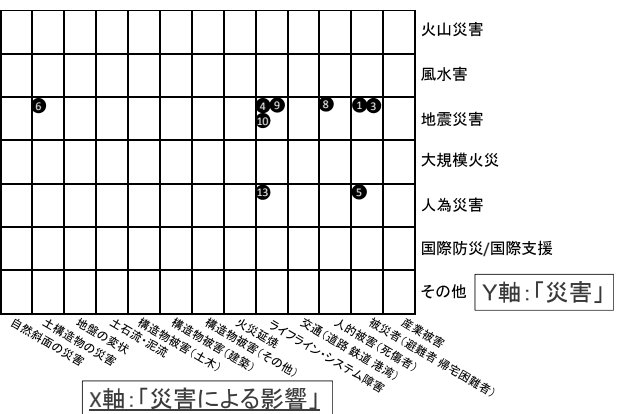 火山災害
風水害
6
4
9
8
1
3
10
地震災害
大規模火災
13
5
人為災害
国際防災/国際支援
その他
Y軸:「災害」
自然斜面の災害
土構造物の災害
地盤の変状
土石流・泥流
構造物被害(土木)
構造物被害(建築)
構造物被害(その他)
火災延焼
ライフライン・システム障害
交通(道路 鉄道 港湾)
人的被害(死傷者)
被災者(避難者 帰宅困難者)
産業被害
X軸:「災害による影響」